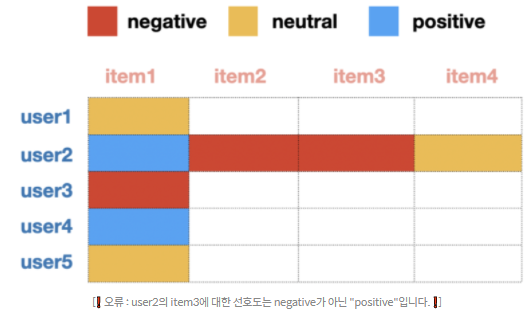 negative neutral positive
item1 item2 item3 item4
user1
user2
user3
user4
user5
[❗ 오류 : user2의 item3에 대한 선호도는 negative가 아닌 "positive"입니다. ❗]